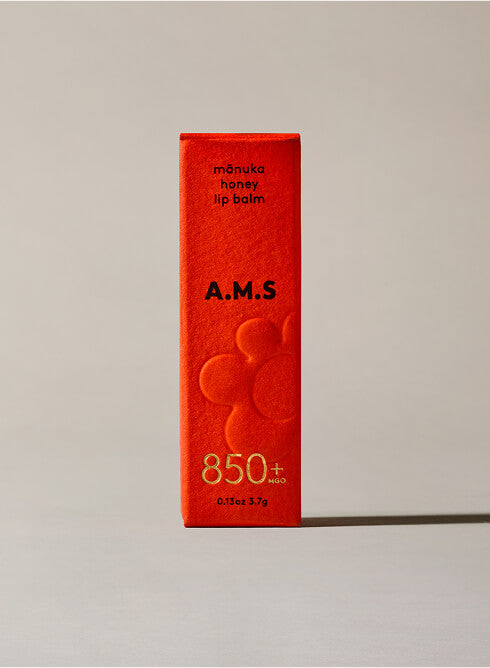 mānuka
honey
lip balm
A.M.S
850+
MGO
0.13oz 3.7g